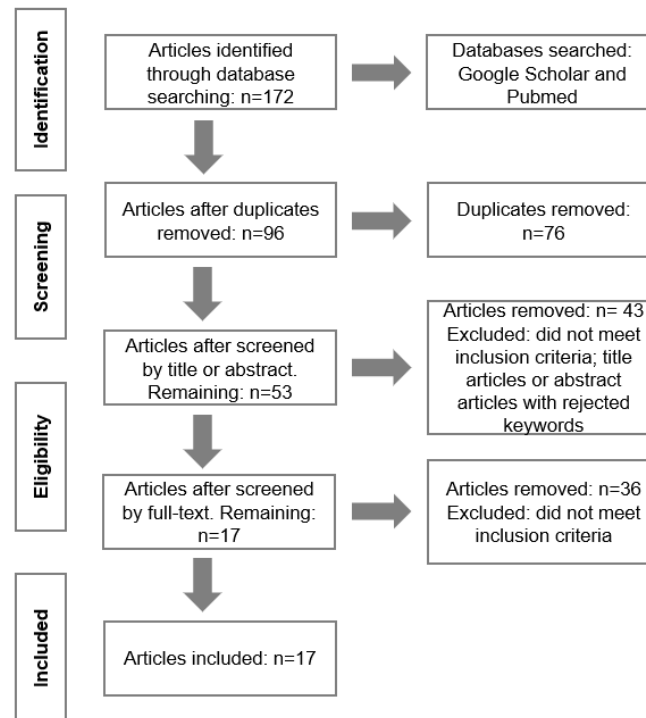 Identification
Articles identified
through database
searching: n=172
Databases searched:
Google Scholar and
Pubmed
Screening
Articles after duplicates
removed: n=96
Duplicates removed:
n=76
Articles after screened
by title or abstract.
Remaining: n=53
Articles removed: n= 43
Excluded: did not meet
inclusion criteria; title
articles or abstract
articles with rejected
keywords
Eligibility
Articles after screened
by full-text. Remaining:
n=17
Articles removed: n=36
Excluded: did not meet
inclusion criteria
Included
Articles included: n=17